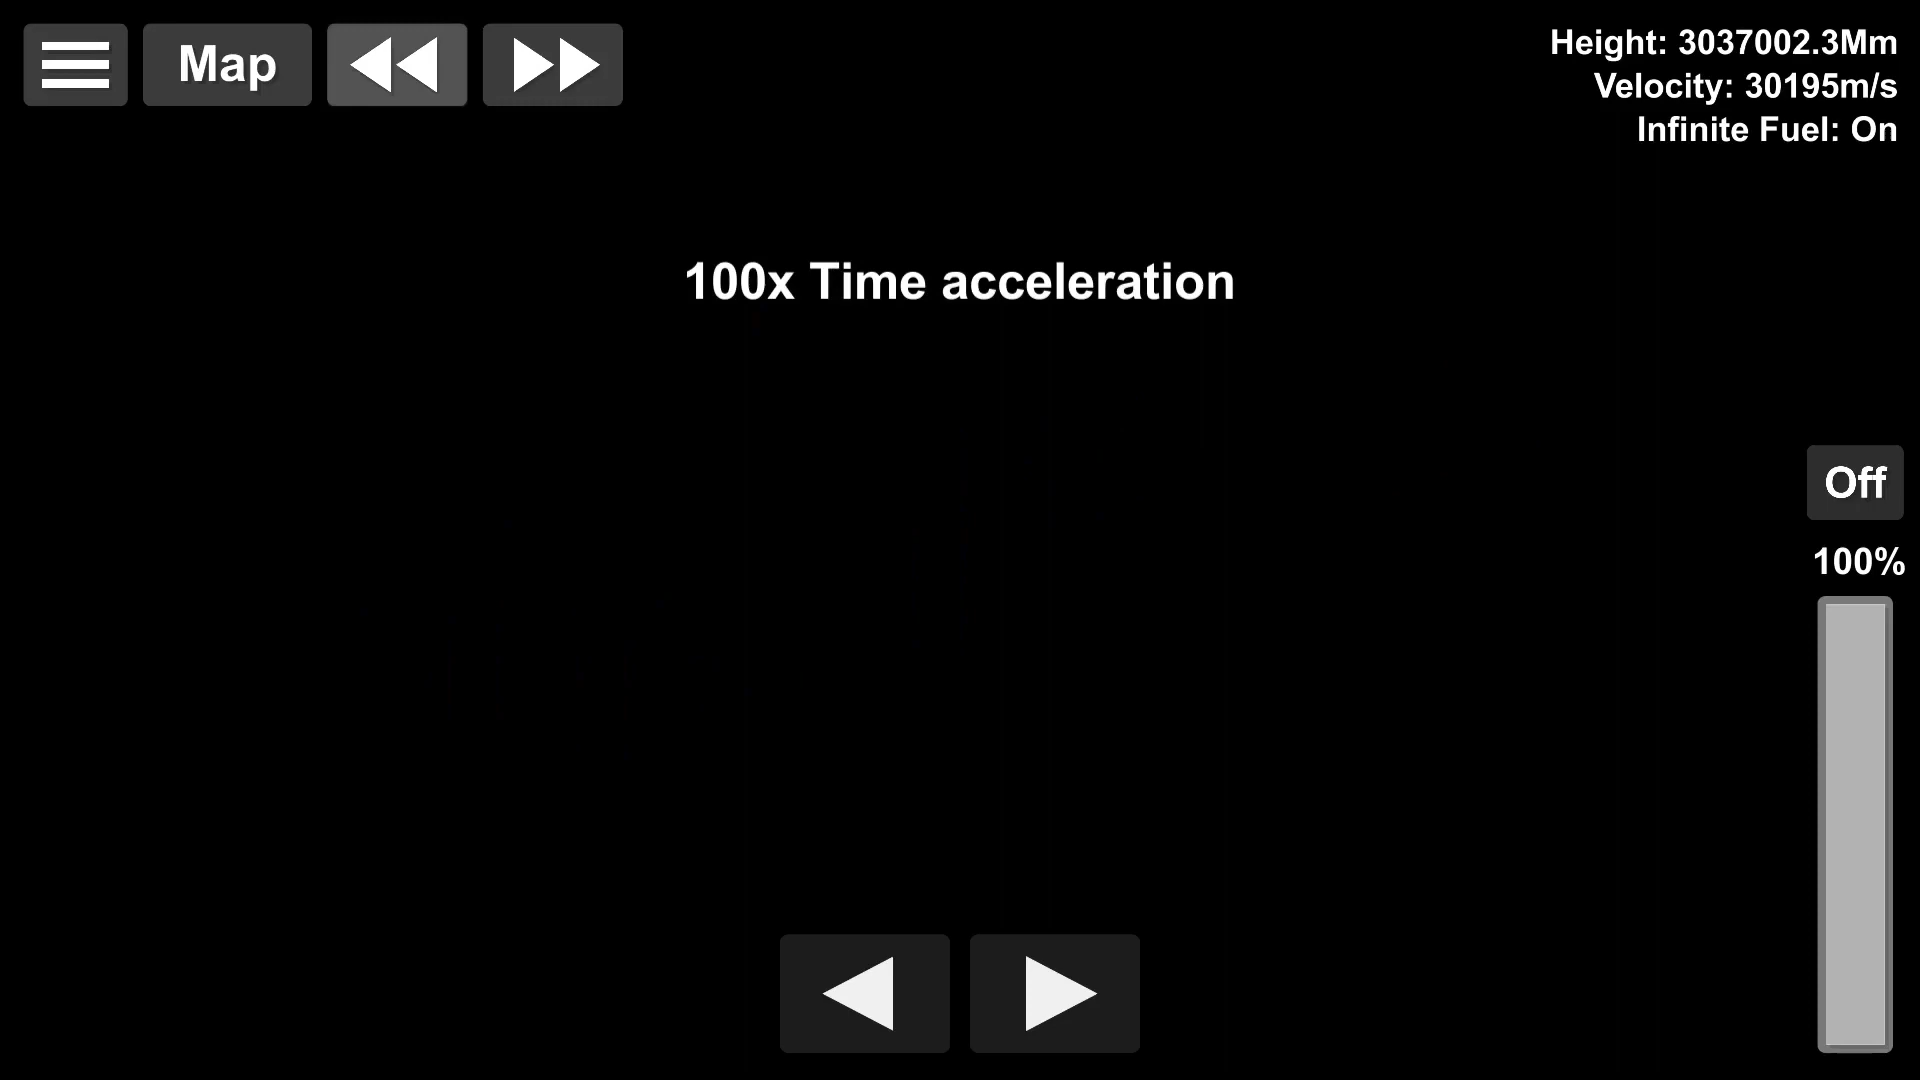 Map
Height: 3037002.3Mm
Velocity: 30195m/s
Infinite Fuel: On
100x Time acceleration
Off
100%